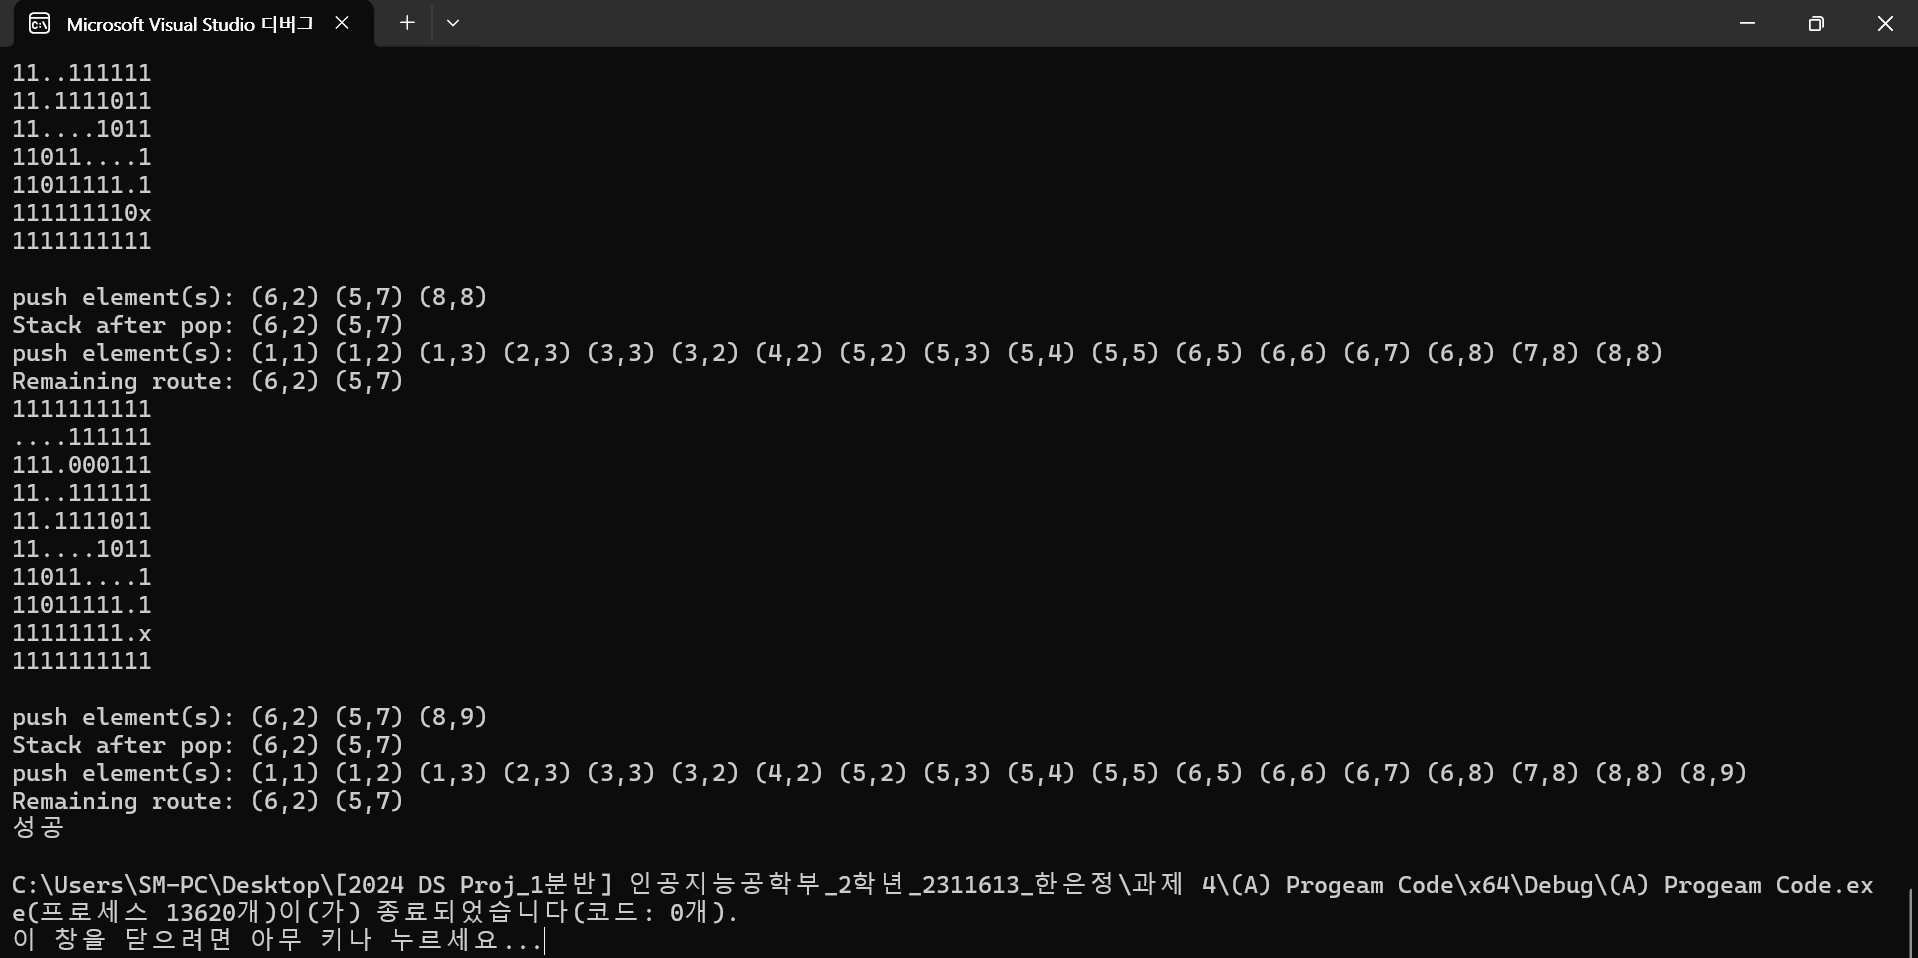 Microsoft Visual Studio 디버그
11..111111
11.1111011
11....1011
11011....1
11011111.1
111111110x
1111111111
push element(s): (6,2) (5,7) (8,8)
Stack after pop: (6,2) (5,7)
push element(s): (1,1) (1,2) (1,3) (2,3) (3,3) (3,2) (4,2) (5,2) (5,3) (5,4) (5,5) (6,5) (6,6) (6,7) (6,8) (7,8) (8,8)
Remaining route: (6,2) (5,7)
1111111111
....111111
111.000111
11..111111
11.1111011
11....1011
11011....1
11011111.1
11111111.x
1111111111
push element(s): (6,2) (5,7) (8,9)
Stack after pop: (6,2) (5,7)
push element(s): (1,1) (1,2) (1,3) (2,3) (3,3) (3,2) (4,2) (5,2) (5,3) (5,4) (5,5) (6,5) (6,6) (6,7) (6,8) (7,8) (8,8) (8,9)
Remaining route: (6,2) (5,7)
성공
C:\Users\SM-PC\Desktop\[2024 DS Proj_1분반] 인공지능공학부_2학년_2311613_한은정\과제 4\(A) Progeam Code\x64\Debug\(A) Progeam Code.ex
e(프로세스 13620개)이(가) 종료되었습니다(코드: 0개).
이 창을 닫으려면 아무 키나 누르세요...